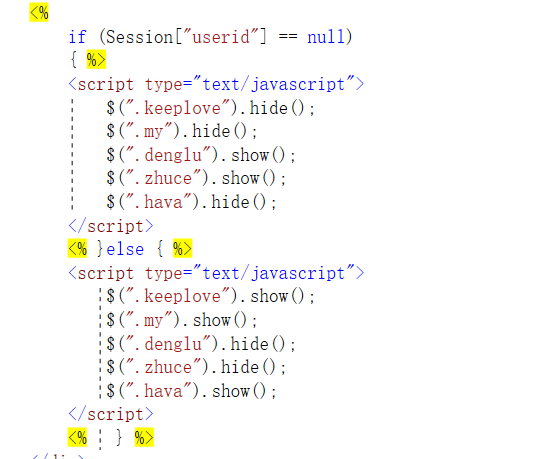 <%
if (Session["userid"] == null)
{ %>
<script type="text/javascript">
$(".keeplove").hide();
$(".my").hide();
$(".denglu").show();
$(".zhuce").show();
$(".hava").hide();
</script>
<% }else { %>
<script type="text/javascript">
$(".keeplove").show();
$(".my").show();
$(".denglu").hide();
$(".zhuce").hide();
$(".hava").show();
</script>
<% } %>